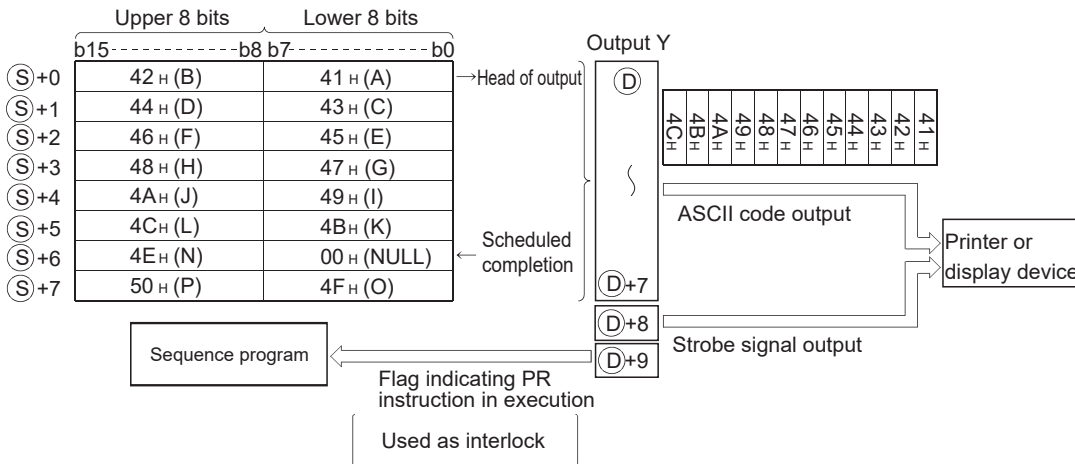 Upper 8 bits Lower 8 bits
b15 b8 b7 b0 Output Y
S+0 42H (B) 41H (A) →Head of output D
S+1 44H (D) 43H (C)
S+2 46H (F) 45H (E)
S+3 48H (H) 47H (G)
S+4 4AH (J) 49H (I)
S+5 4CH (L) 4BH (K)
S+6 4EH (N) 00H (NULL) ← Scheduled
completion
S+7 50H (P) 4FH (O)
4CH 4BH 4AH 49H 48H 47H 46H 45H 44H 43H 42H 41H
ASCII code output
Printer or
display device
D+7
D+8
Strobe signal output
D+9
Sequence program
Flag indicating PR
instruction in execution
Used as interlock